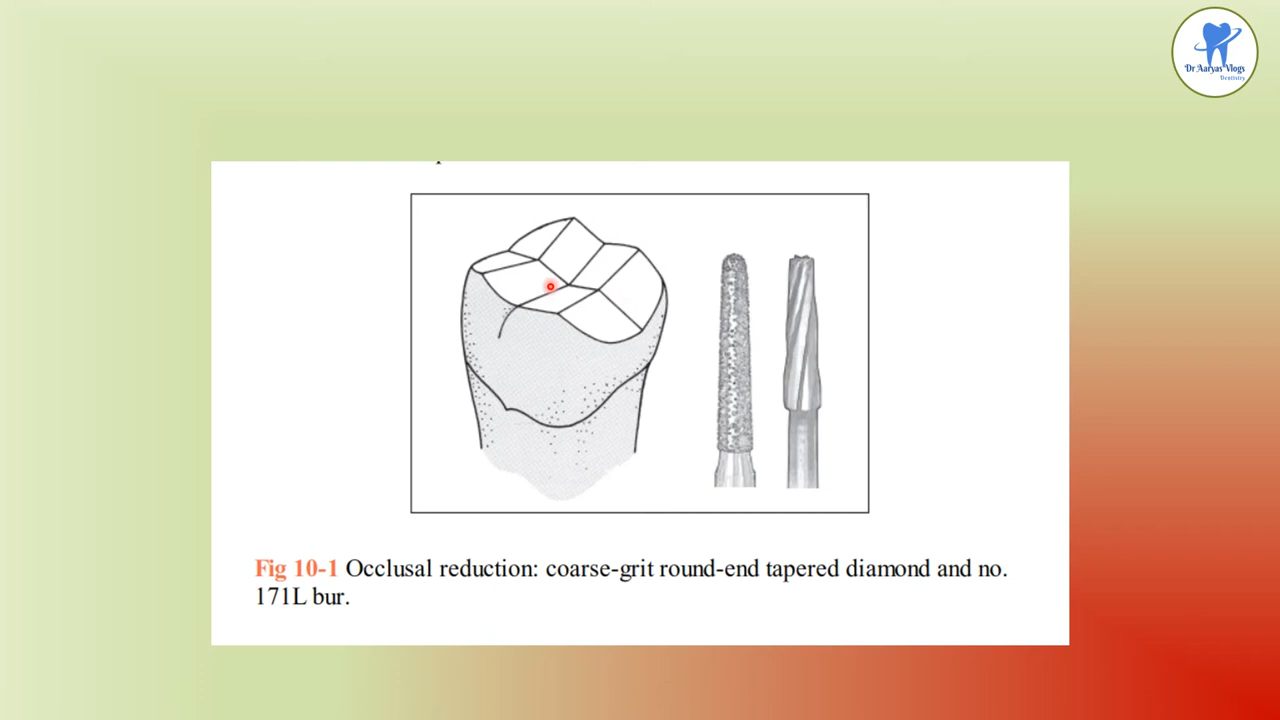 Dr Aaryas Vlogs
Dentistry
Fig 10-1 Occlusal reduction: coarse-grit round-end tapered diamond and no.
171L bur.